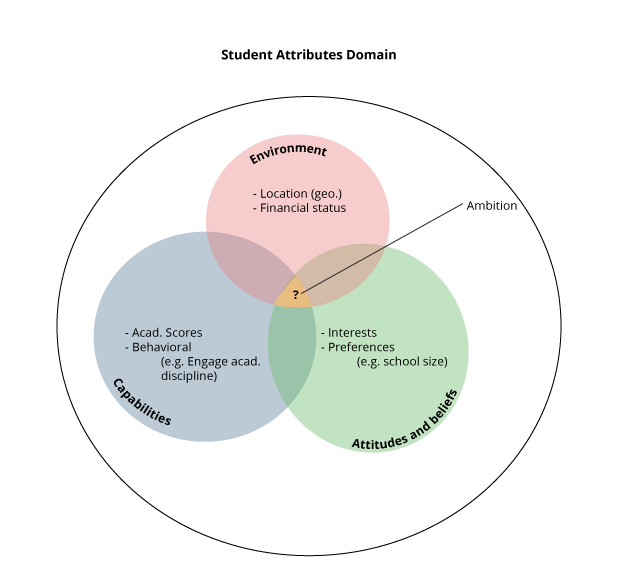 Student Attributes Domain
Environment
- Location (geo.)
- Financial status
Ambition
?
- Acad. Scores
- Behavioral
(e.g. Engage acad.
discipline)
- Interests
- Preferences
(e.g. school size)
Capabilities
Attitudes and beliefs